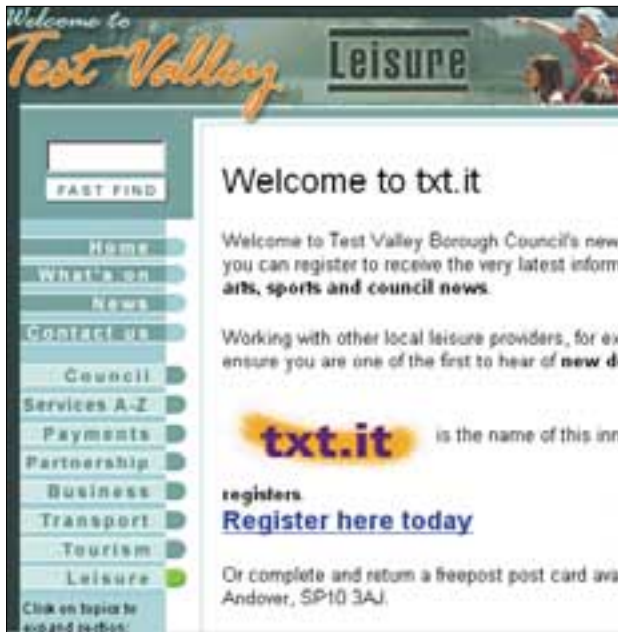 Welcome to
Test Valley
Leisure
FAST FIND
Home
What's on
News
Contact us
Council
Services A-Z
Payments
Partnership
Business
Transport
Tourism
Leisure
Click on topics to
expand section:
Welcome to txt.it
Welcome to Test Valley Borough Council's new
you can register to receive the very latest inform
arts, sports and council news.
Working with other local leisure providers, for ex
ensure you are one of the first to hear of new d
txt.it is the name of this inn
registers.
Register here today
Or complete and return a freepost post card ava
Andover, SP10 3AJ.